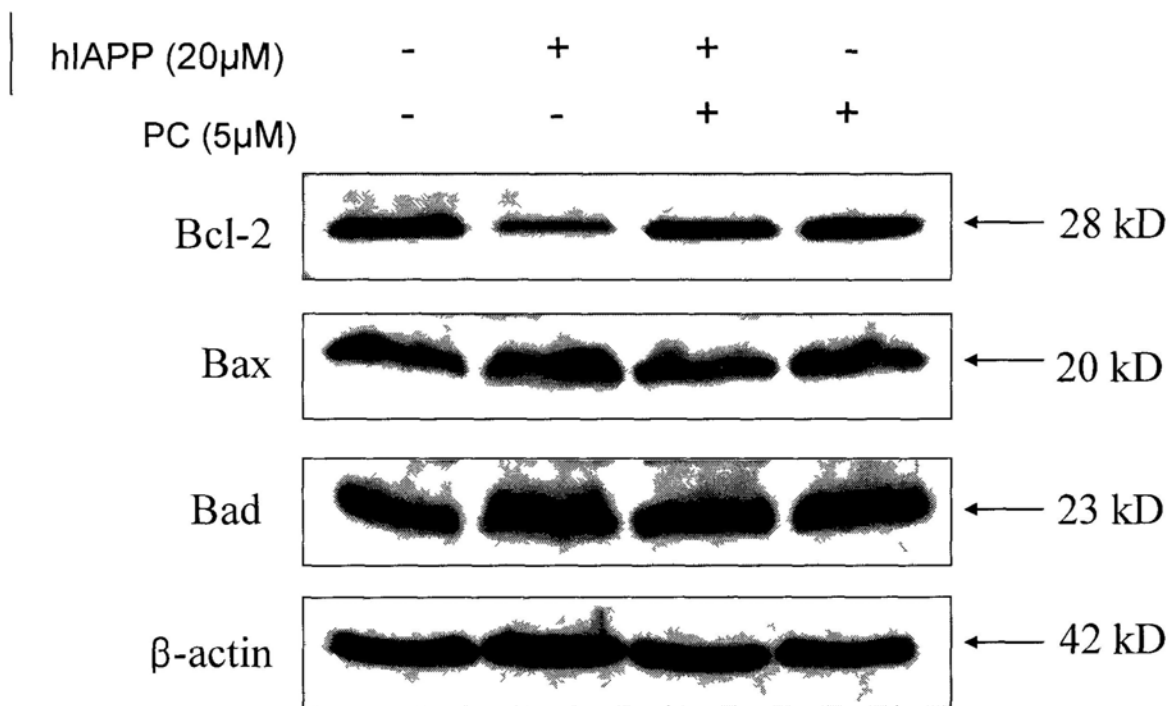 hIAPP (20µM) - + + -
PC (5µM) - - + +
Bcl-2 28 kD
Bax 20 kD
Bad 23 kD
β-actin 42 kD